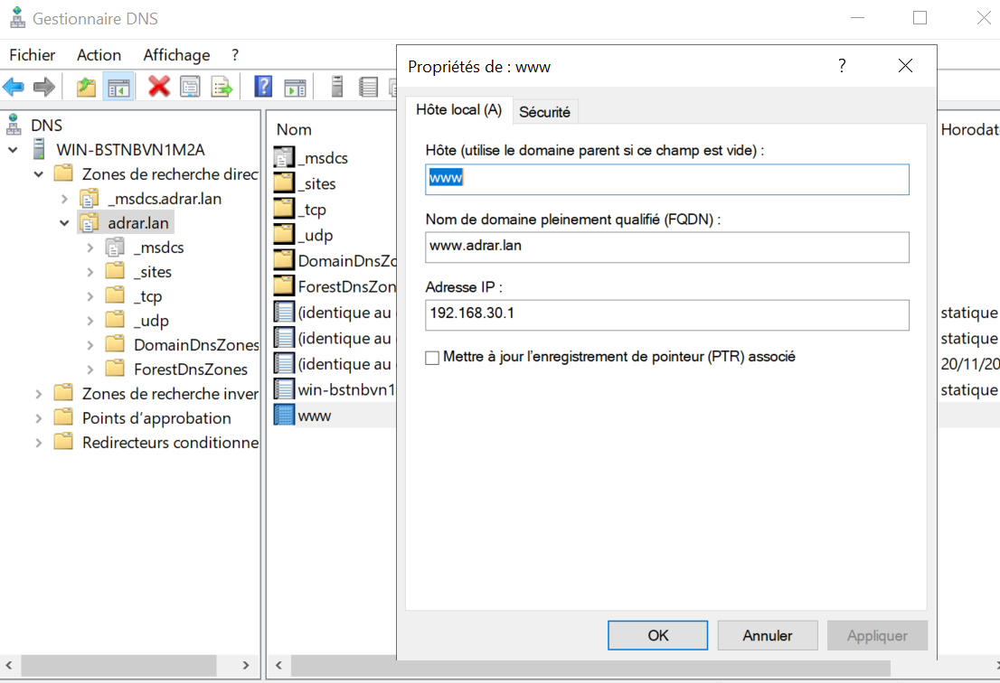 Gestionnaire DNS
Fichier Action Affichage ?
DNS
WIN-BSTNBVN1M2A
Zones de recherche direc
_msdcs.adrar.lan
adrar.lan
_msdcs
_sites
_tcp
_udp
DomainDnsZones
ForestDnsZones
Zones de recherche inver
Points d'approbation
Redirecteurs conditionne
Nom
_msdcs
_sites
_tcp
_udp
DomainDnsZo
ForestDnsZon
(identique au
(identique au
(identique au
win-bstnbvn1
www
Propriétés de : www
?
Hôte local (A) Sécurité
Hôte (utilise le domaine parent si ce champ est vide) :
www
Nom de domaine pleinement qualifié (FQDN) :
www.adrar.lan
Adresse IP :
192.168.30.1
Mettre à jour l'enregistrement de pointeur (PTR) associé
OK Annuler Appliquer
Horodat
statique
statique
20/11/20
statique